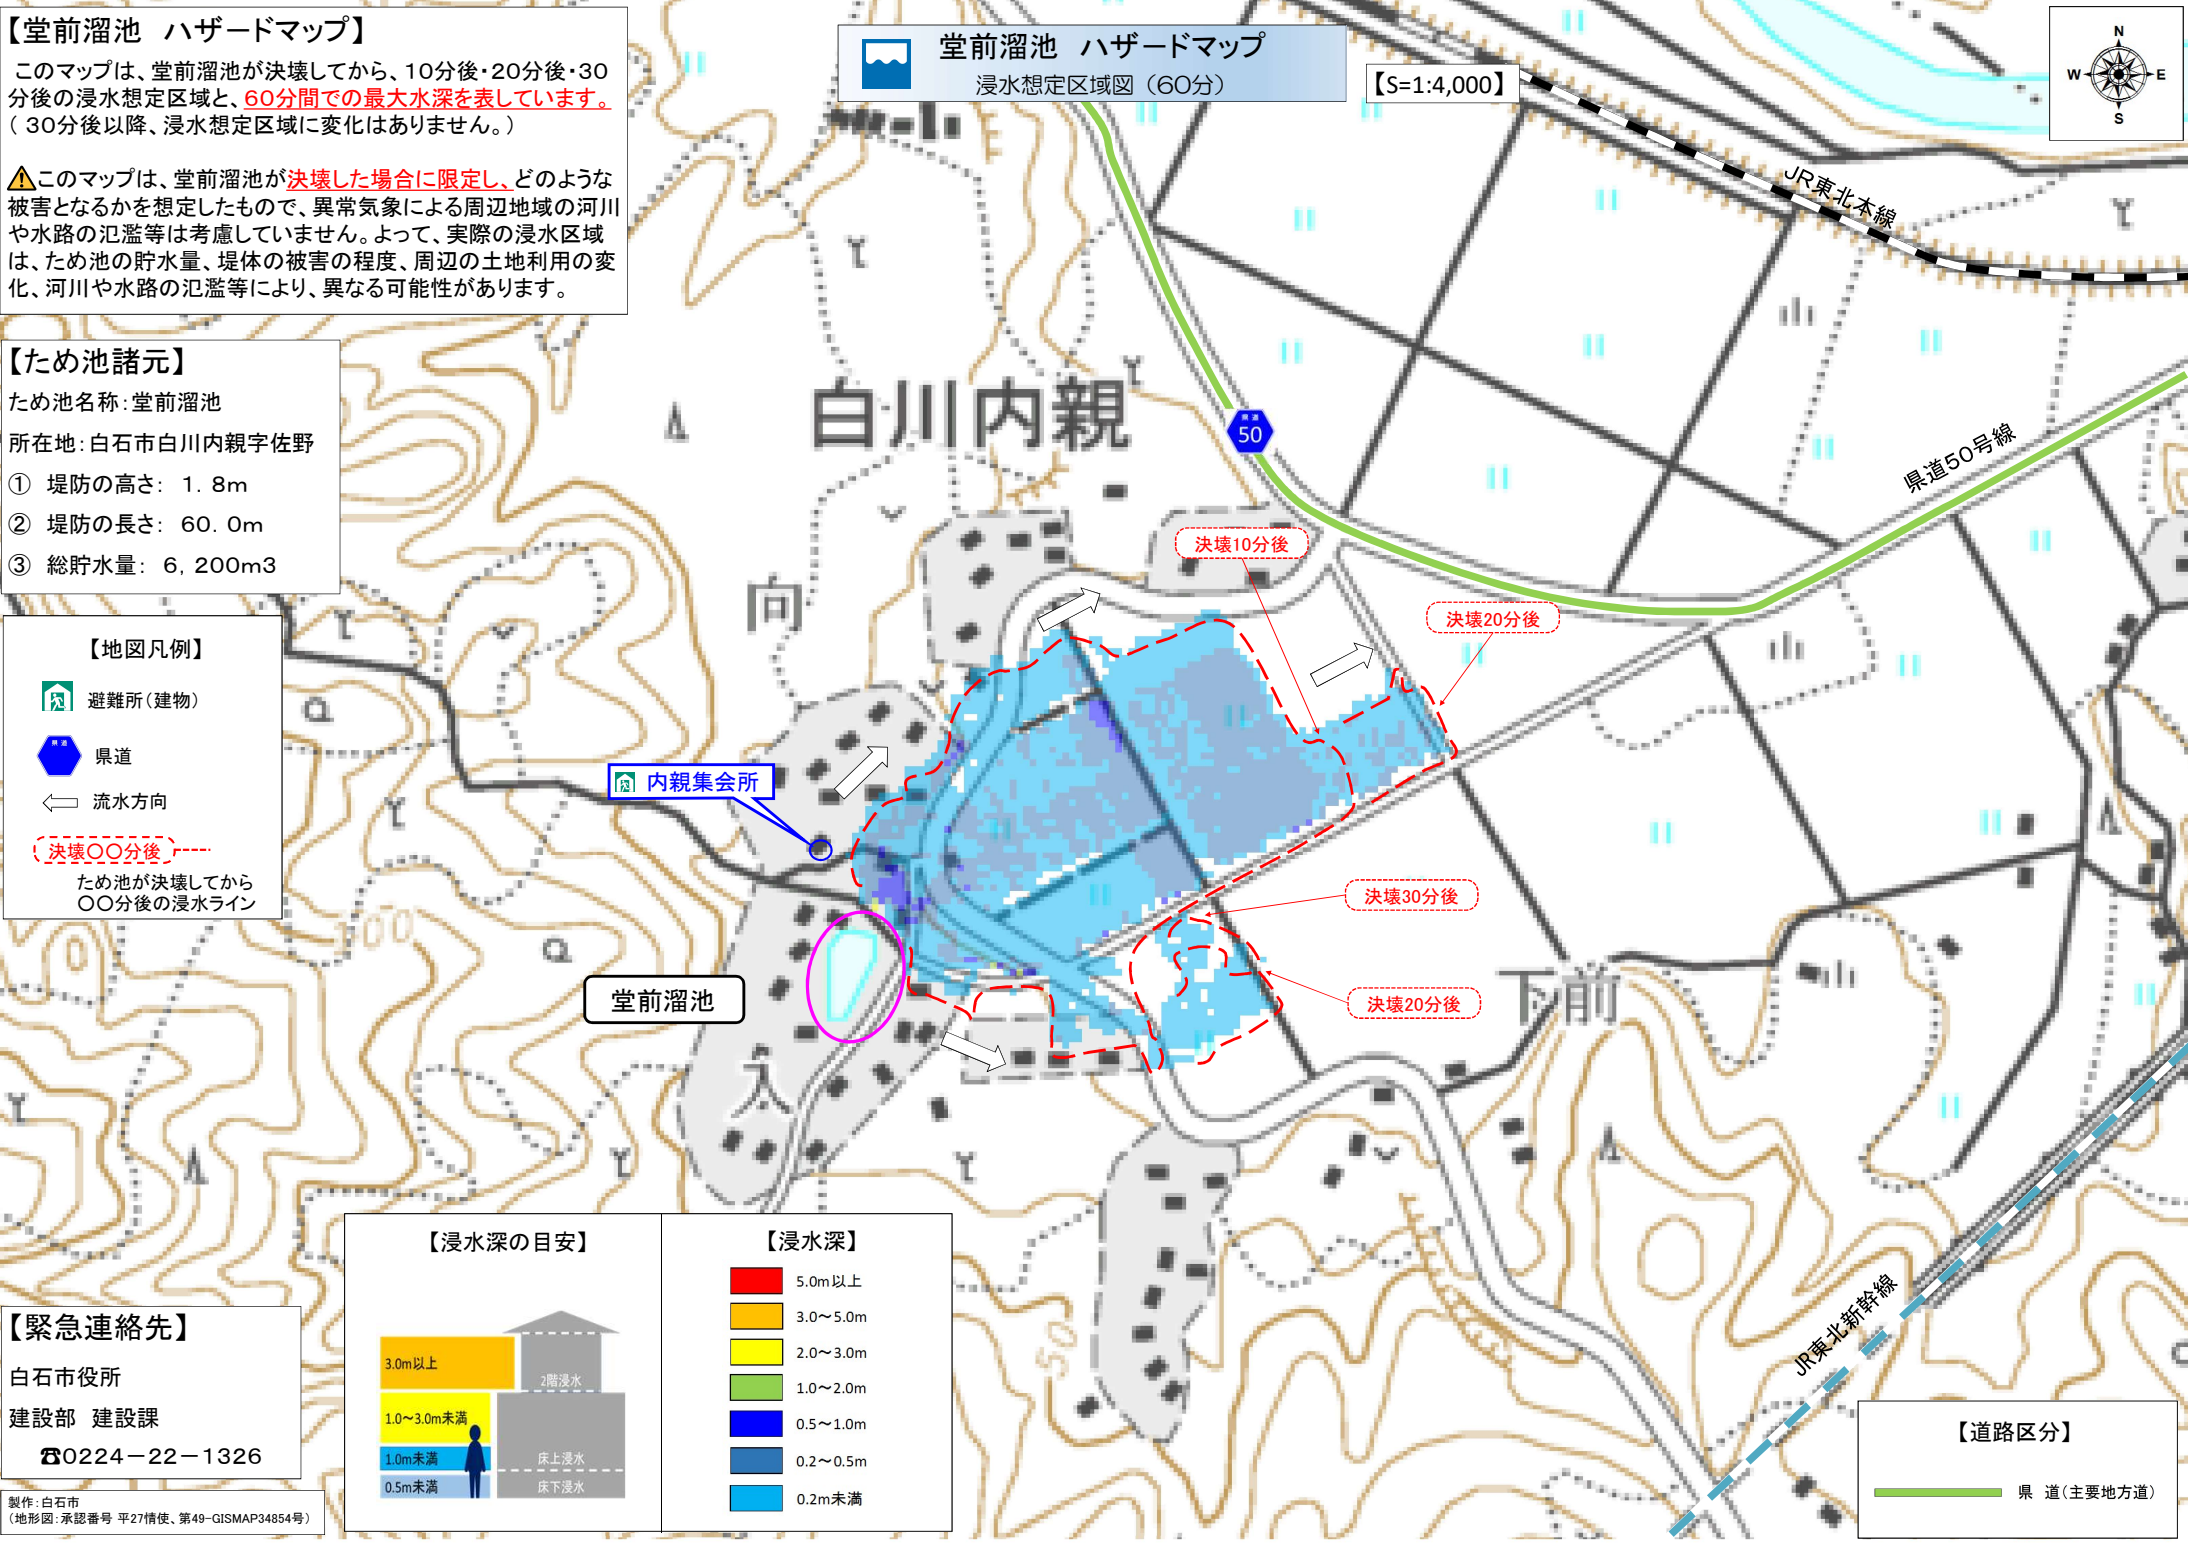 【堂前溜池　ハザードマップ】
このマップは、堂前溜池が決壊してから、10分後・20分後・30
分後の浸水想定区域と、60分間での最大水深を表しています。
（30分後以降、浸水想定区域に変化はありません。）
⚠このマップは、堂前溜池が決壊した場合に限定し、どのような
被害となるかを想定したもので、異常気象による周辺地域の河川
や水路の氾濫等は考慮していません。よって、実際の浸水区域
は、ため池の貯水量、堤体の被害の程度、周辺の土地利用の変
化、河川や水路の氾濫等により、異なる可能性があります。
堂前溜池　ハザードマップ
浸水想定区域図（60分）
【S=1:4,000】
N
W
E
S
【ため池諸元】
ため池名称：堂前溜池
所在地：白石市白川内親字佐野
① 堤防の高さ： １．８ｍ
② 堤防の長さ： ６０．０ｍ
③ 総貯水量： ６，２００ｍ３
【地図凡例】
避難所（建物）
県道
県道
流水方向
決壊〇〇分後
ため池が決壊してから
〇〇分後の浸水ライン
JR東北本線
白川内親
県道
50
県道50号線
決壊10分後
決壊20分後
向
内親集会所
決壊30分後
決壊20分後
堂前溜池
下前
入
100
50
JR東北新幹線
【緊急連絡先】
白石市役所
建設部　建設課
☎0224－22－1326
製作：白石市
（地形図：承認番号 平27情使、第49-GISMAP34854号）
【浸水深の目安】
3.0m以上
2階浸水
1.0～3.0m未満
1.0m未満
床上浸水
0.5m未満
床下浸水
【浸水深】
5.0m以上
3.0～5.0m
2.0～3.0m
1.0～2.0m
0.5～1.0m
0.2～0.5m
0.2m未満
【道路区分】
県　道（主要地方道）